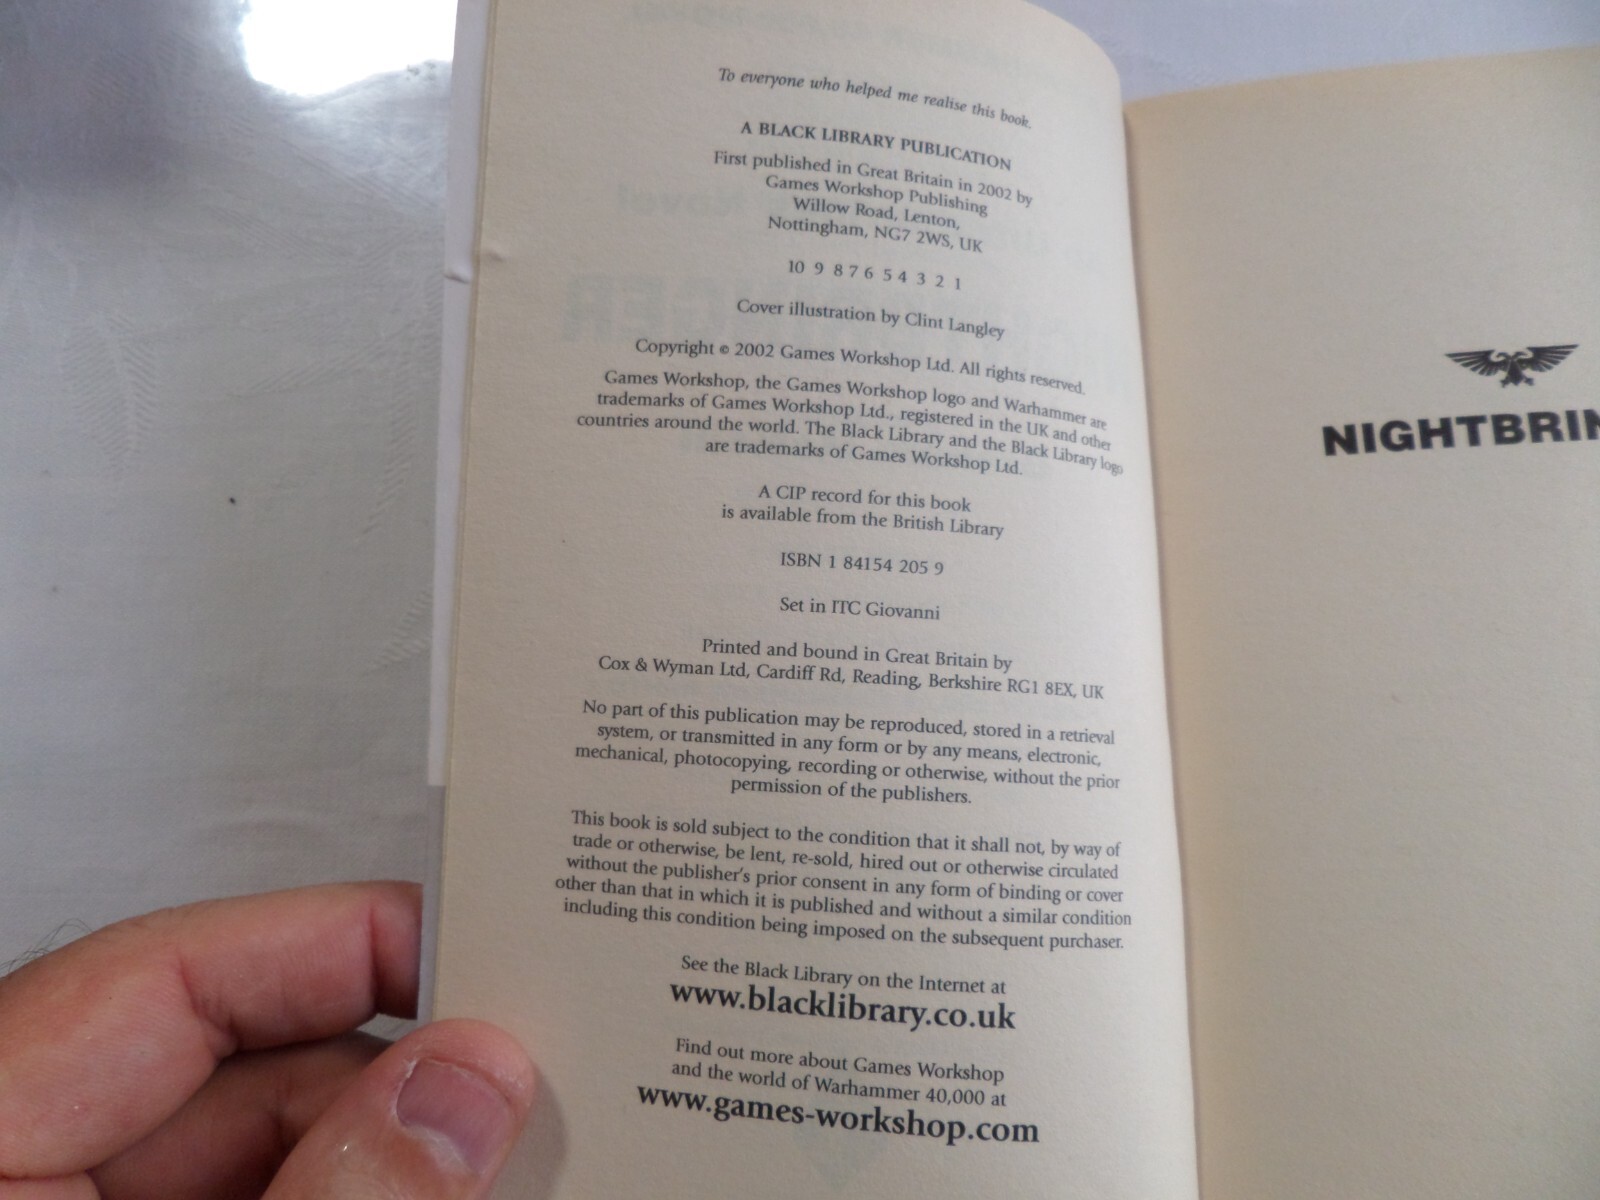 To everyone who helped me realise this book.
A BLACK LIBRARY PUBLICATION
First published in Great Britain in 2002 by
Games Workshop Publishing
Willow Road, Lenton,
Nottingham, NG7 2WS, UK
10 9 8 7 6 5 4 3 2 1
Cover illustration by Clint Langley
Copyright © 2002 Games Workshop Ltd. All rights reserved.
Games Workshop, the Games Workshop logo and Warhammer are
trademarks of Games Workshop Ltd., registered in the UK and other
countries around the world. The Black Library and the Black Library logo
are trademarks of Games Workshop Ltd.
A CIP record for this book
is available from the British Library
ISBN 1 84154 205 9
Set in ITC Giovanni
Printed and bound in Great Britain by
Cox & Wyman Ltd, Cardiff Rd, Reading, Berkshire RG1 8EX, UK
No part of this publication may be reproduced, stored in a retrieval
system, or transmitted in any form or by any means, electronic,
mechanical, photocopying, recording or otherwise, without the prior
permission of the publishers.
This book is sold subject to the condition that it shall not, by way of
trade or otherwise, be lent, re-sold, hired out or otherwise circulated
without the publisher's prior consent in any form of binding or cover
other than that in which it is published and without a similar condition
including this condition being imposed on the subsequent purchaser.
See the Black Library on the Internet at
www.blacklibrary.co.uk
Find out more about Games Workshop
and the world of Warhammer 40,000 at
www.games-workshop.com
NIGHTBRIN